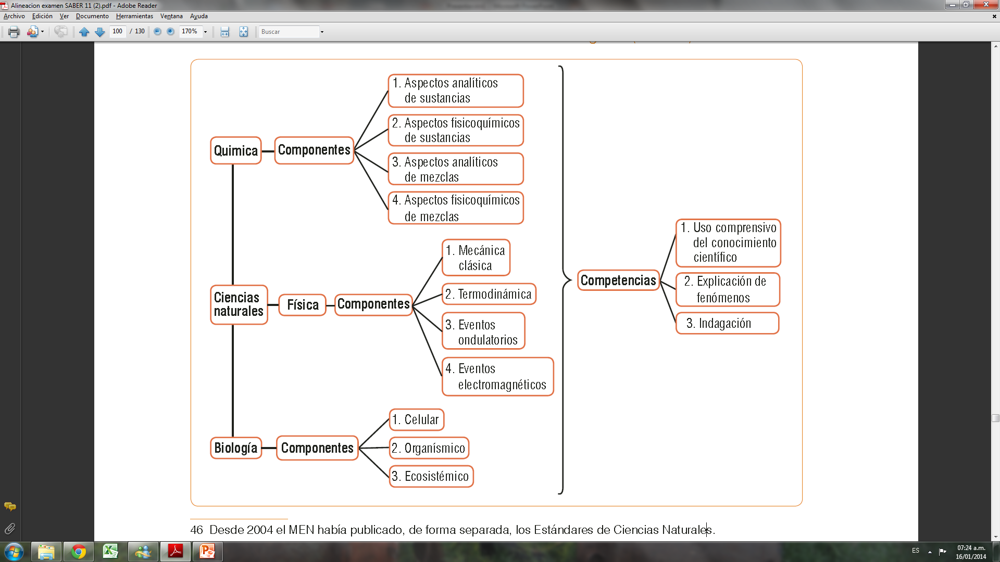 Alineacion examen SABER 11 (2).pdf - Adobe Reader
Archivo Edición Ver Documento Herramientas Ventana Ayuda
100 / 130 170% Buscar
1. Aspectos analíticos
de sustancias
2. Aspectos fisicoquímicos
de sustancias
Quimica Componentes
3. Aspectos analíticos
de mezclas
4. Aspectos fisicoquímicos
de mezclas
1. Mecánica
clásica
2. Termodinámica
Ciencias
naturales
Física Componentes
3. Eventos
ondulatorios
4. Eventos
electromagnéticos
1. Celular
Biología Componentes
2. Organísmico
3. Ecosistémico
Competencias
1. Uso comprensivo
del conocimiento
científico
2. Explicación de
fenómenos
3. Indagación
46 Desde 2004 el MEN había publicado, de forma separada, los Estándares de Ciencias Naturales.
ES
07:24 a.m.
16/01/2014